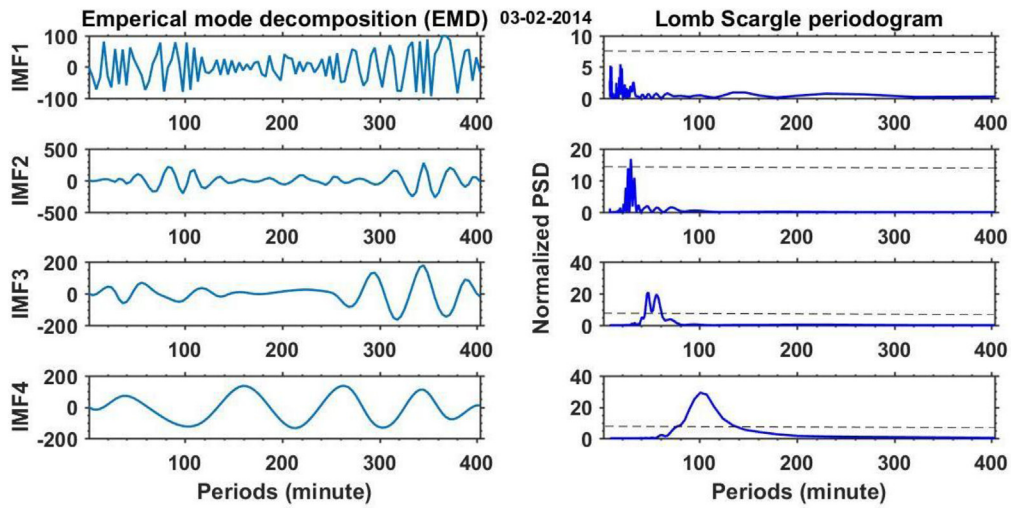 Emperical mode decomposition (EMD) 03-02-2014 Lomb Scargle periodogram
IMF1
100
0
-100
100 200 300 400
10
5
0
100 200 300 400
IMF2
500
0
-500
100 200 300 400
20
10
0
100 200 300 400
Normalized PSD
IMF3
200
0
-200
100 200 300 400
40
20
0
100 200 300 400
IMF4
200
0
-200
100 200 300 400
Periods (minute)
40
20
0
100 200 300 400
Periods (minute)